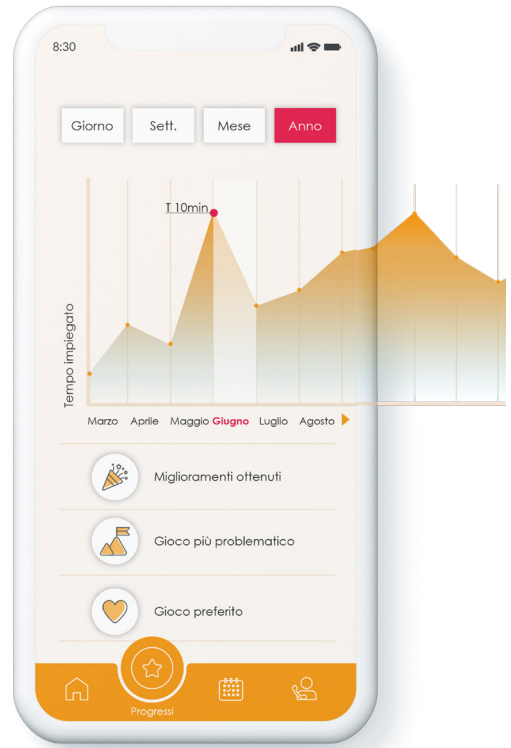 8:30
Giorno Sett. Mese Anno
T 10min
Tempo impiegato
Marzo Aprile Maggio Giugno Luglio Agosto
Miglioramenti ottenuti
Gioco più problematico
Gioco preferito
Progressi